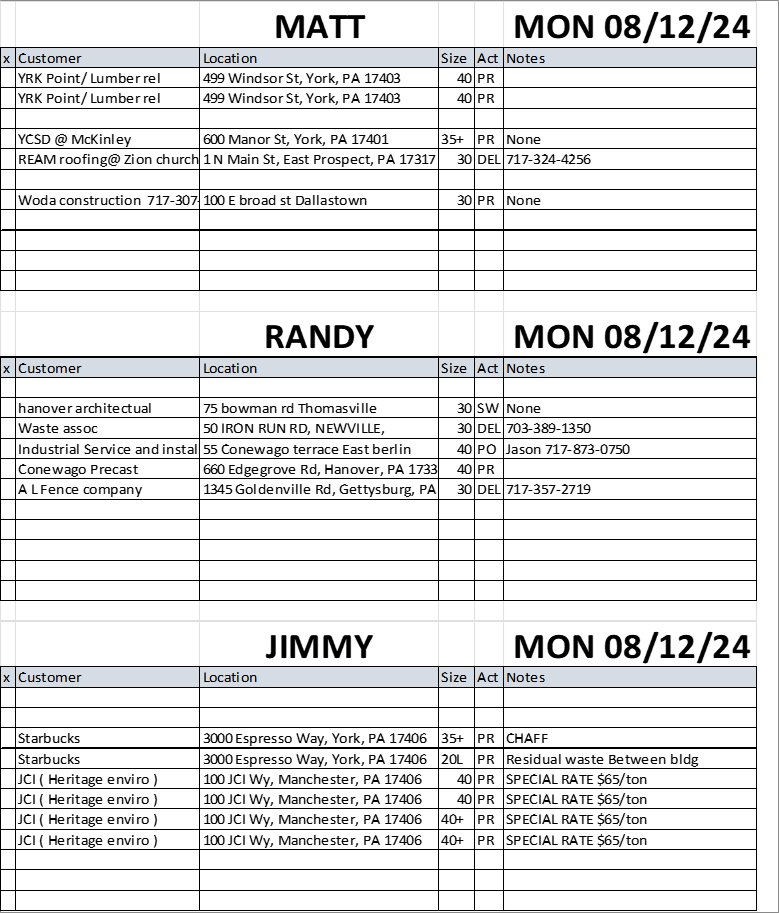 MATT MON 08/12/24
x Customer Location Size Act Notes
YRK Point/ Lumber rel 499 Windsor St, York, PA 17403 40 PR
YRK Point/ Lumber rel 499 Windsor St, York, PA 17403 40 PR
YCSD @ McKinley 600 Manor St, York, PA 17401 35+ PR None
REAM roofing@ Zion church 1 N Main St, East Prospect, PA 17317 30 DEL 717-324-4256
Woda construction 717-307- 100 E broad st Dallastown 30 PR None
RANDY MON 08/12/24
x Customer Location Size Act Notes
hanover architectual 75 bowman rd Thomasville 30 SW None
Waste assoc 50 IRON RUN RD, NEWVILLE, 30 DEL 703-389-1350
Industrial Service and instal 55 Conewago terrace East berlin 40 PO Jason 717-873-0750
Conewago Precast 660 Edgegrove Rd, Hanover, PA 1733 40 PR
A L Fence company 1345 Goldenville Rd, Gettysburg, PA 30 DEL 717-357-2719
JIMMY MON 08/12/24
x Customer Location Size Act Notes
Starbucks 3000 Espresso Way, York, PA 17406 35+ PR CHAFF
Starbucks 3000 Espresso Way, York, PA 17406 20L PR Residual waste Between bldg
JCI ( Heritage enviro ) 100 JCI Wy, Manchester, PA 17406 40 PR SPECIAL RATE $65/ton
JCI ( Heritage enviro ) 100 JCI Wy, Manchester, PA 17406 40 PR SPECIAL RATE $65/ton
JCI ( Heritage enviro ) 100 JCI Wy, Manchester, PA 17406 40+ PR SPECIAL RATE $65/ton
JCI ( Heritage enviro ) 100 JCI Wy, Manchester, PA 17406 40+ PR SPECIAL RATE $65/ton